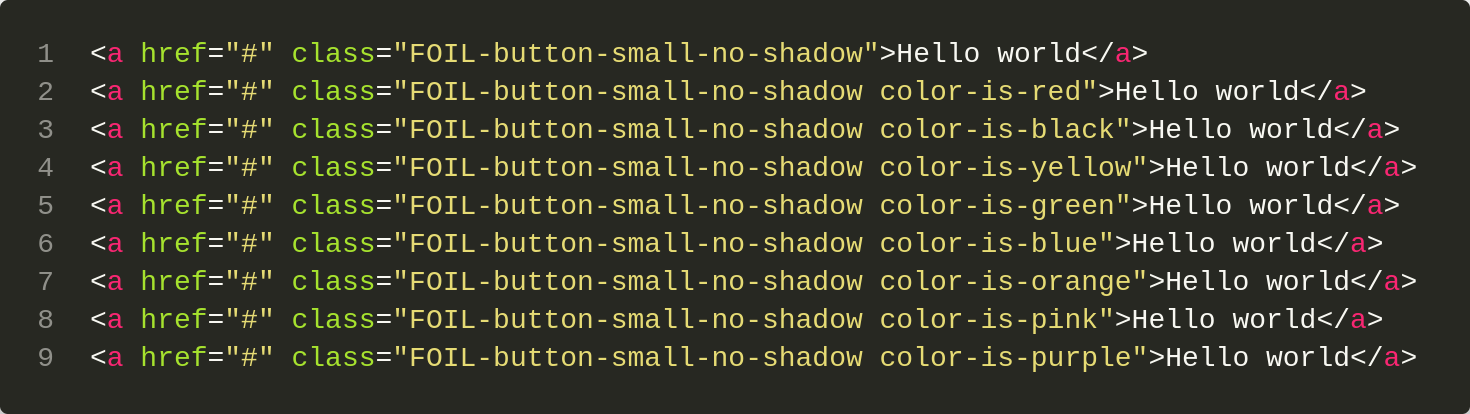 1 <a href="#" class="FOIL-button-small-no-shadow">Hello world</a>
2 <a href="#" class="FOIL-button-small-no-shadow color-is-red">Hello world</a>
3 <a href="#" class="FOIL-button-small-no-shadow color-is-black">Hello world</a>
4 <a href="#" class="FOIL-button-small-no-shadow color-is-yellow">Hello world</a>
5 <a href="#" class="FOIL-button-small-no-shadow color-is-green">Hello world</a>
6 <a href="#" class="FOIL-button-small-no-shadow color-is-blue">Hello world</a>
7 <a href="#" class="FOIL-button-small-no-shadow color-is-orange">Hello world</a>
8 <a href="#" class="FOIL-button-small-no-shadow color-is-pink">Hello world</a>
9 <a href="#" class="FOIL-button-small-no-shadow color-is-purple">Hello world</a>